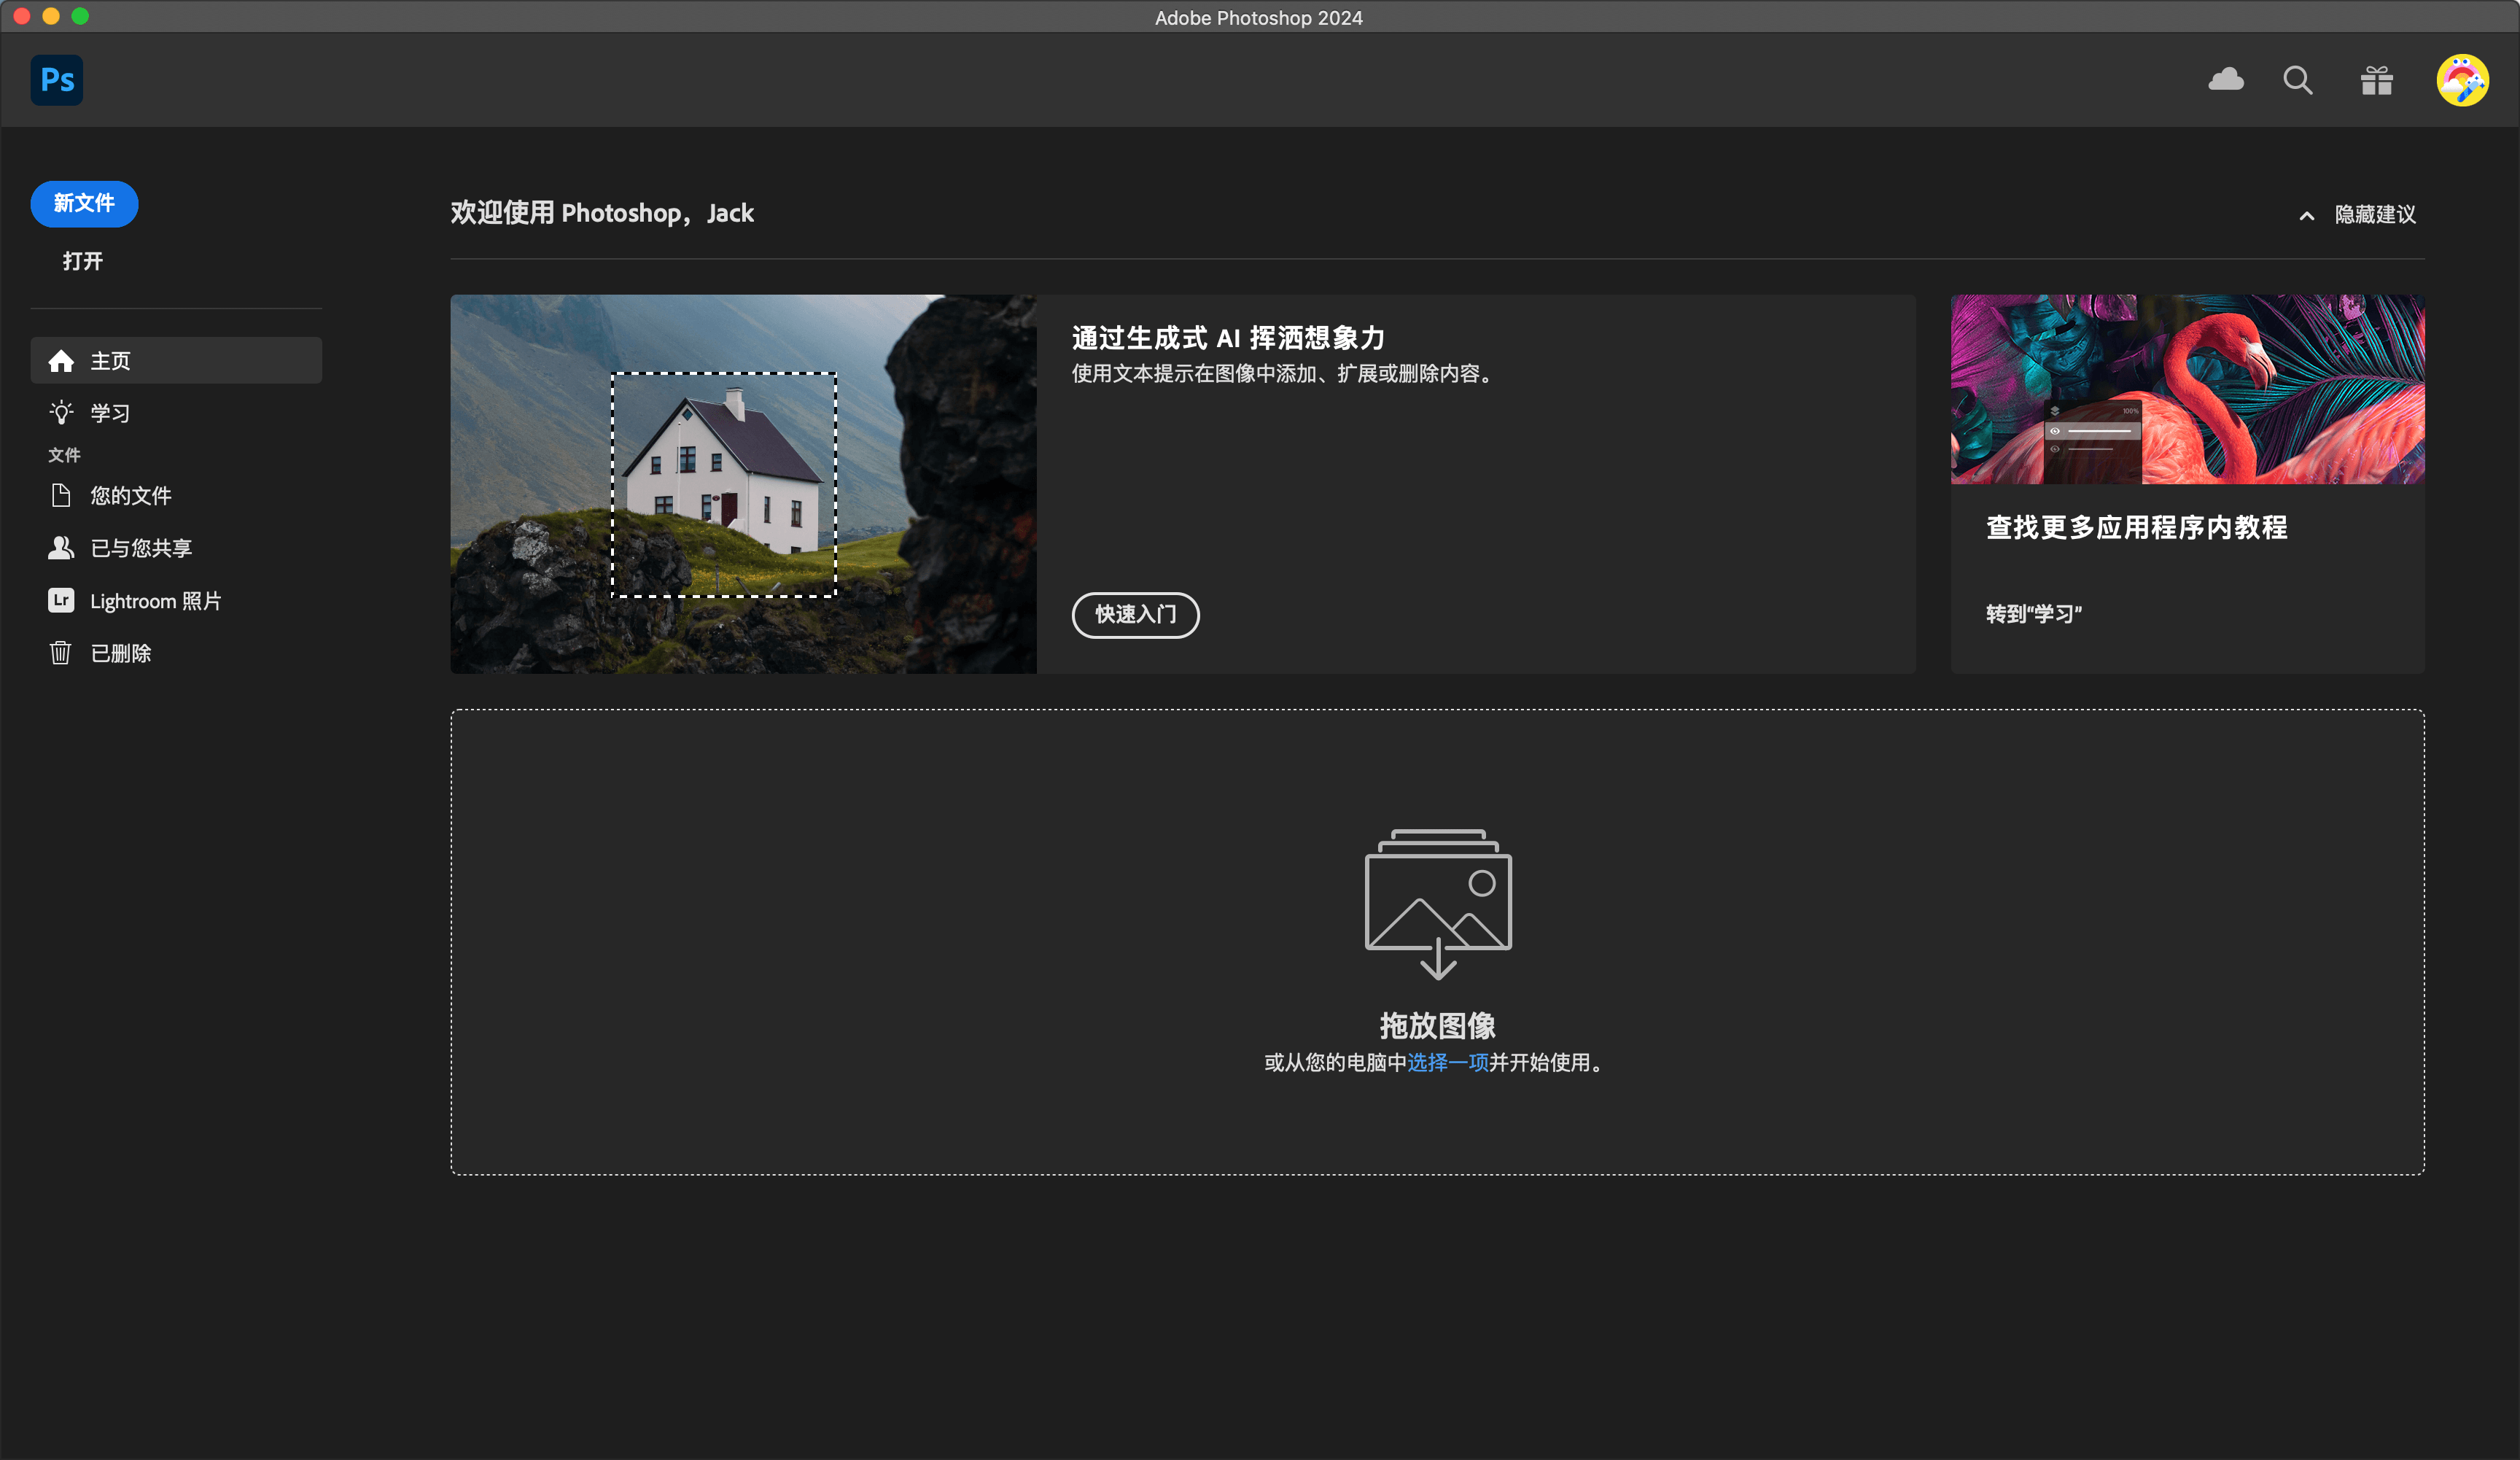 Adobe Photoshop 2024
Ps
新文件
打开
主页
学习
文件
您的文件
已与您共享
Lr Lightroom 照片
已删除
欢迎使用 Photoshop，Jack
隐藏建议
通过生成式 AI 挥洒想象力
使用文本提示在图像中添加、扩展或删除内容。
快速入门
100%
查找更多应用程序内教程
转到“学习”
拖放图像
或从您的电脑中选择一项并开始使用。